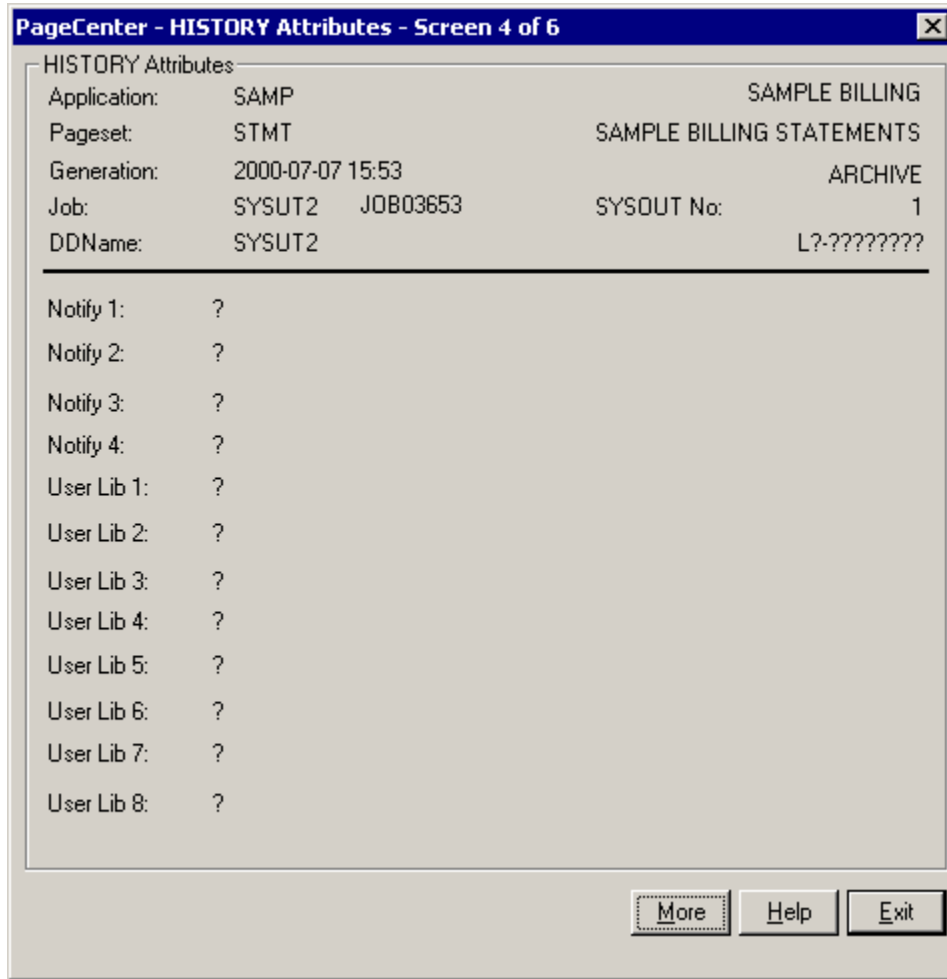 PageCenter - HISTORY Attributes - Screen 4 of 6
HISTORY Attributes
Application: SAMP SAMPLE BILLING
Pageset: STMT SAMPLE BILLING STATEMENTS
Generation: 2000-07-07 15:53 ARCHIVE
Job: SYSUT2 JOB03653 SYSOUT No: 1
DDName: SYSUT2 L?-????????
Notify 1: ?
Notify 2: ?
Notify 3: ?
Notify 4: ?
User Lib 1: ?
User Lib 2: ?
User Lib 3: ?
User Lib 4: ?
User Lib 5: ?
User Lib 6: ?
User Lib 7: ?
User Lib 8: ?
More Help Exit